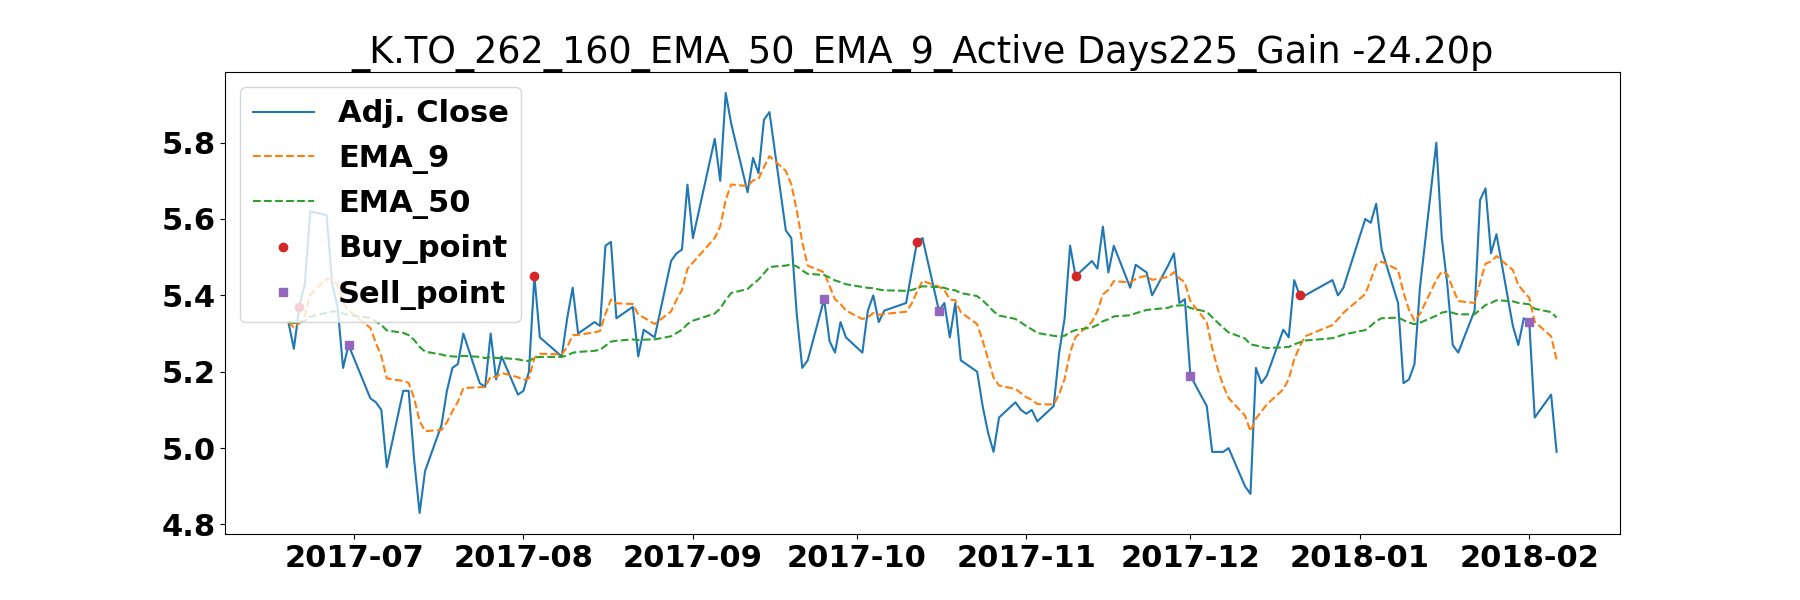 _K.TO_262_160_EMA_50_EMA_9_Active Days225_Gain -24.20p
Adj. Close
EMA_9
EMA_50
Buy_point
Sell_point
5.8
5.6
5.4
5.2
5.0
4.8
2017-07 2017-08 2017-09 2017-10 2017-11 2017-12 2018-01 2018-02